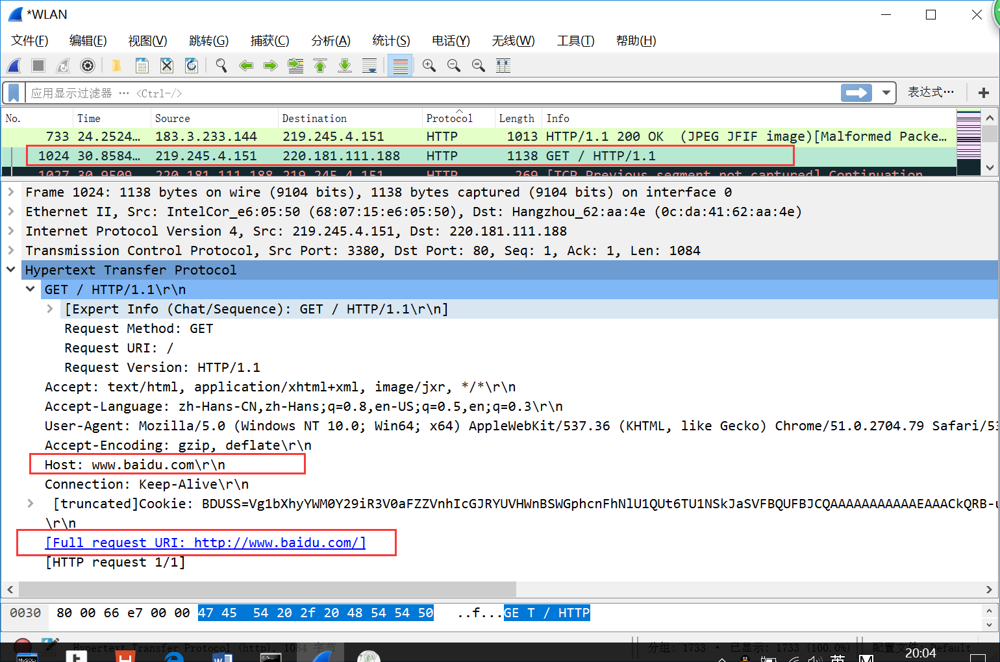 *WLAN
文件(F) 编辑(E) 视图(V) 跳转(G) 捕获(C) 分析(A) 统计(S) 电话(Y) 无线(W) 工具(T) 帮助(H)
应用显示过滤器 … <Ctrl-/> 表达式…
No. Time Source Destination Protocol Length Info
733 24.2524… 183.3.233.144 219.245.4.151 HTTP 1013 HTTP/1.1 200 OK (JPEG JFIF image)[Malformed Packe…
1024 30.8584… 219.245.4.151 220.181.111.188 HTTP 1138 GET / HTTP/1.1
1027 30.9509 220.181.111.188 219.245.4.151 HTTP 269 [TCP Previous segment not captured] Continuation
Frame 1024: 1138 bytes on wire (9104 bits), 1138 bytes captured (9104 bits) on interface 0
Ethernet II, Src: IntelCor_e6:05:50 (68:07:15:e6:05:50), Dst: Hangzhou_62:aa:4e (0c:da:41:62:aa:4e)
Internet Protocol Version 4, Src: 219.245.4.151, Dst: 220.181.111.188
Transmission Control Protocol, Src Port: 3380, Dst Port: 80, Seq: 1, Ack: 1, Len: 1084
Hypertext Transfer Protocol
GET / HTTP/1.1\r\n
[Expert Info (Chat/Sequence): GET / HTTP/1.1\r\n]
Request Method: GET
Request URI: /
Request Version: HTTP/1.1
Accept: text/html, application/xhtml+xml, image/jxr, */*\r\n
Accept-Language: zh-Hans-CN,zh-Hans;q=0.8,en-US;q=0.5,en;q=0.3\r\n
User-Agent: Mozilla/5.0 (Windows NT 10.0; Win64; x64) AppleWebKit/537.36 (KHTML, like Gecko) Chrome/51.0.2704.79 Safari/53
Accept-Encoding: gzip, deflate\r\n
Host: www.baidu.com\r\n
Connection: Keep-Alive\r\n
[truncated]Cookie: BDUSS=Vg1bXhyYWM0Y29iR3V0aFZZVnhIcGJRYUVHWnBSWGphcnFhNlU1QUt6TU1NSkJaSVFBQUFBJCQAAAAAAAAAAAEAAACkQRB-u
\r\n
[Full request URI: http://www.baidu.com/]
[HTTP request 1/1]
0030 80 00 66 e7 00 00 47 45 54 20 2f 20 48 54 54 50 ..f...GE T / HTTP
Hypertext Transfer Protocol (http), 1084 字节 分组: 1733 · 已显示: 1733 (100.0%) 配置文件: Default
MySQL 英 M 20:04